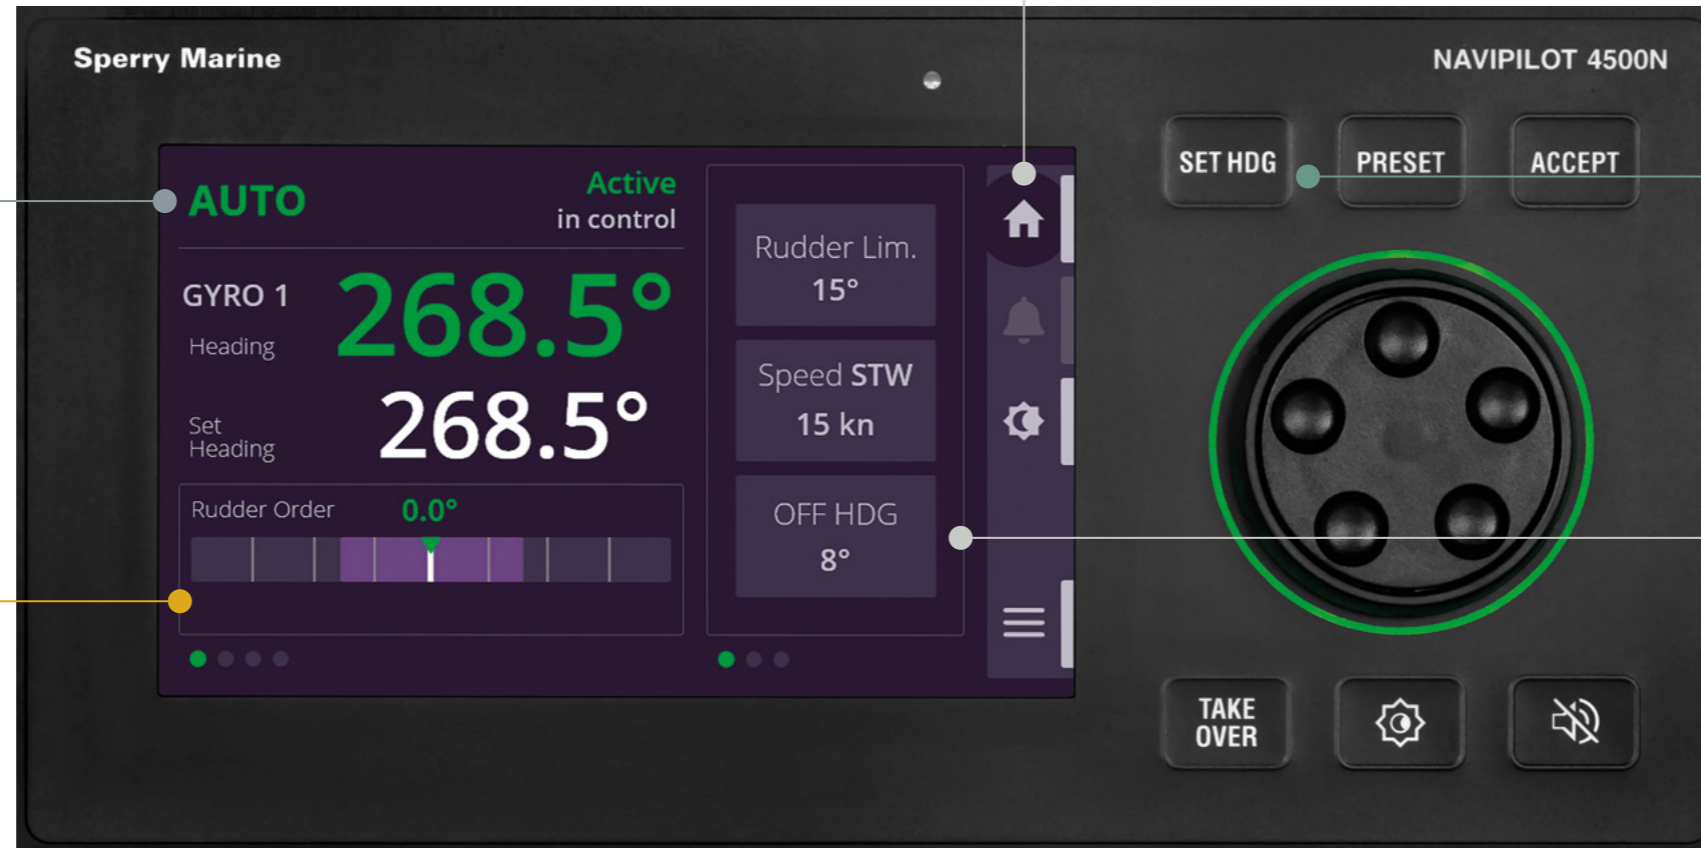 Sperry Marine
NAVIPILOT 4500N
AUTO
Active
in control
GYRO 1
268.5°
Heading
Set
Heading
268.5°
Rudder Order
0.0°
Rudder Lim.
15°
Speed STW
15 kn
OFF HDG
8°
SET HDG
PRESET
ACCEPT
TAKE
OVER